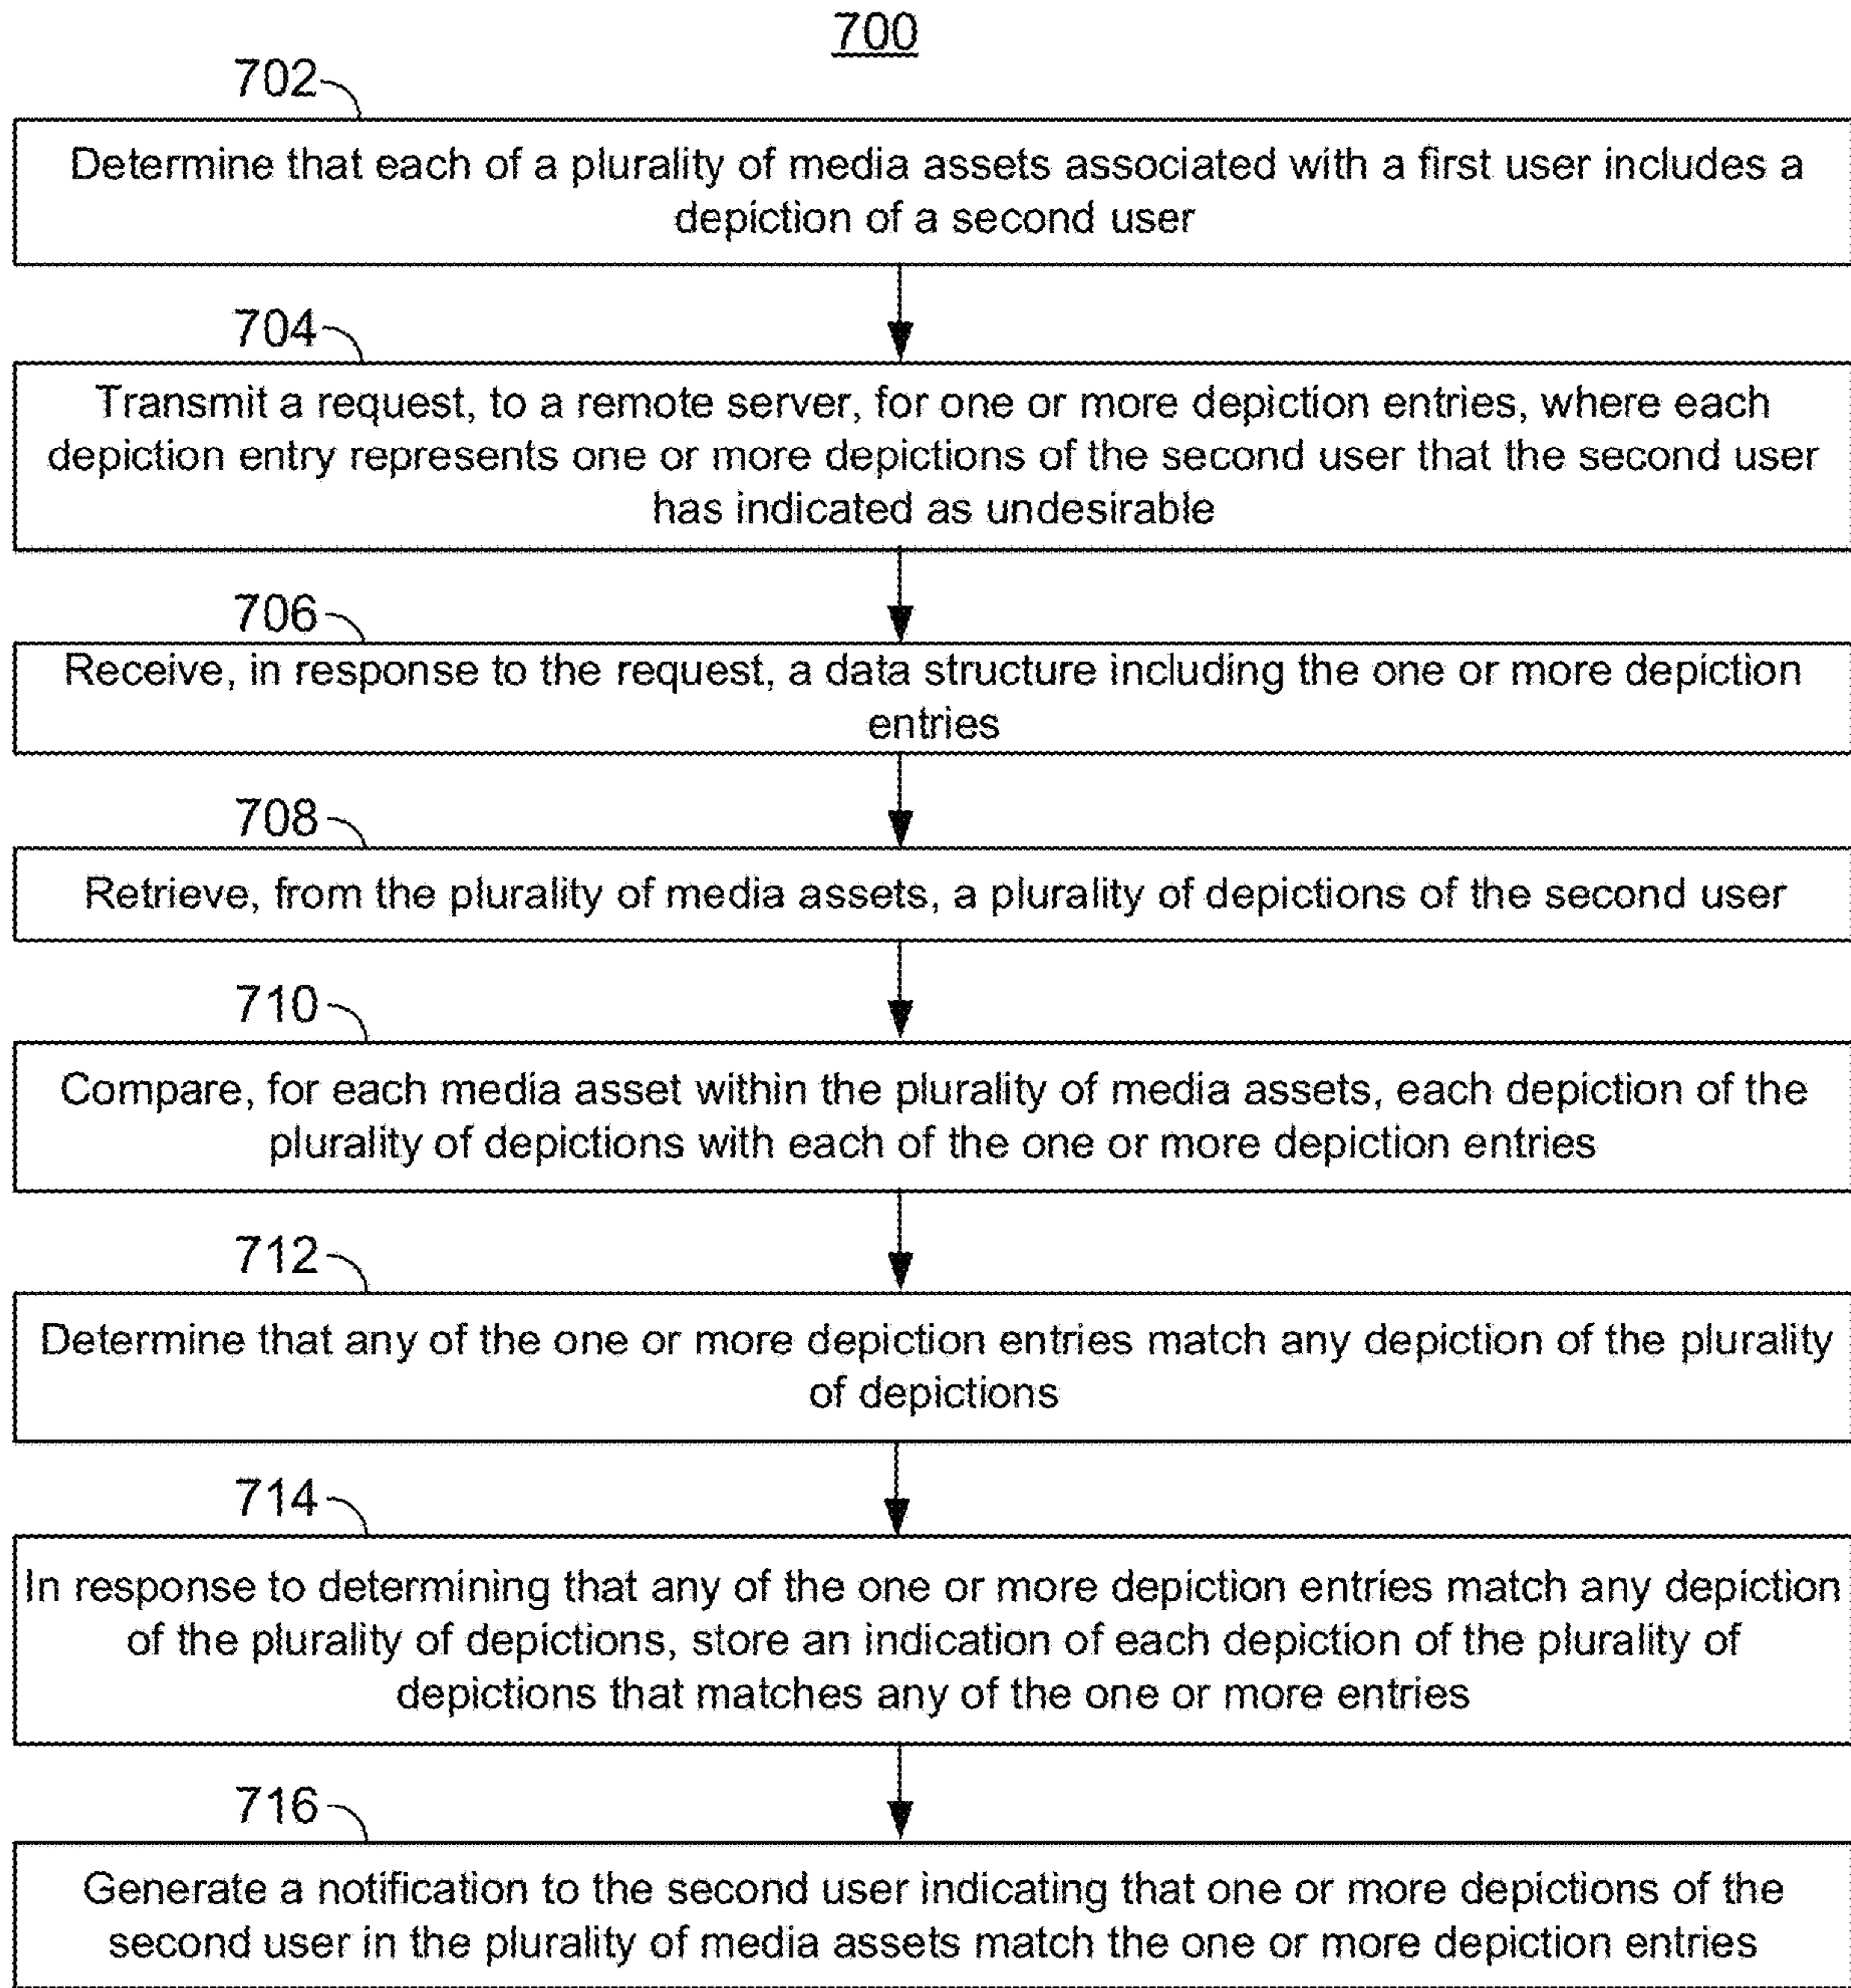 700
702
Determine that each of a plurality of media assets associated with a first user includes a
depiction of a second user
704
Transmit a request, to a remote server, for one or more depiction entries, where each
depiction entry represents one or more depictions of the second user that the second user
has indicated as undesirable
706
Receive, in response to the request, a data structure including the one or more depiction
entries
708
Retrieve, from the plurality of media assets, a plurality of depictions of the second user
710
Compare, for each media asset within the plurality of media assets, each depiction of the
plurality of depictions with each of the one or more depiction entries
712
Determine that any of the one or more depiction entries match any depiction of the plurality
of depictions
714
In response to determining that any of the one or more depiction entries match any depiction
of the plurality of depictions, store an indication of each depiction of the plurality of
depictions that matches any of the one or more entries
716
Generate a notification to the second user indicating that one or more depictions of the
second user in the plurality of media assets match the one or more depiction entries